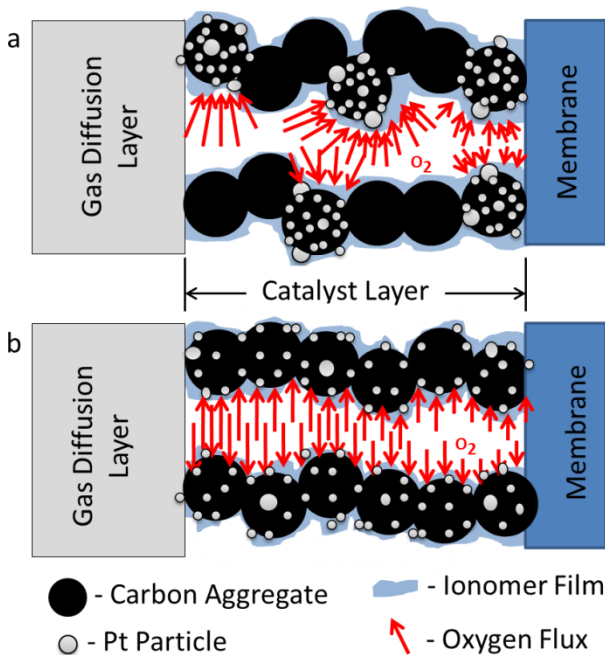 a
Gas Diffusion
Layer
O₂
Membrane
Catalyst Layer
b
Gas Diffusion
Layer
O₂
Membrane
- Carbon Aggregate
- Ionomer Film
- Pt Particle
- Oxygen Flux